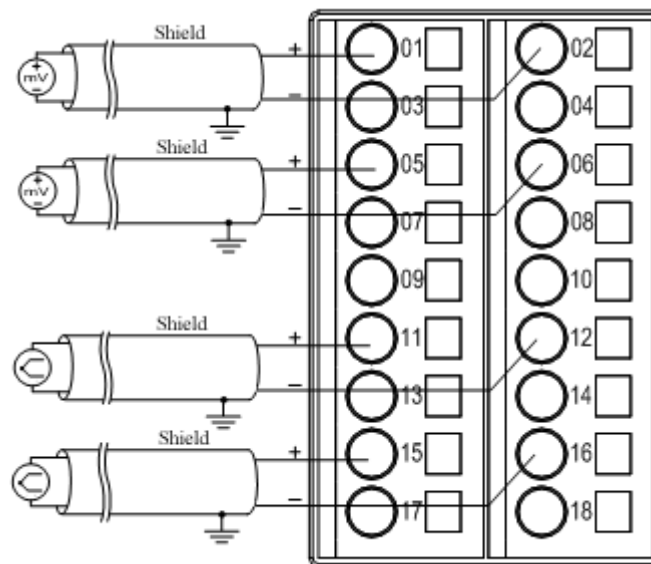 Shield
+ 01 02
+
mV
−
− 03 04
Shield
+ 05 06
+
mV
−
− 07 08
09 10
Shield
+ 11 12
− 13 14
Shield
+ 15 16
− 17 18